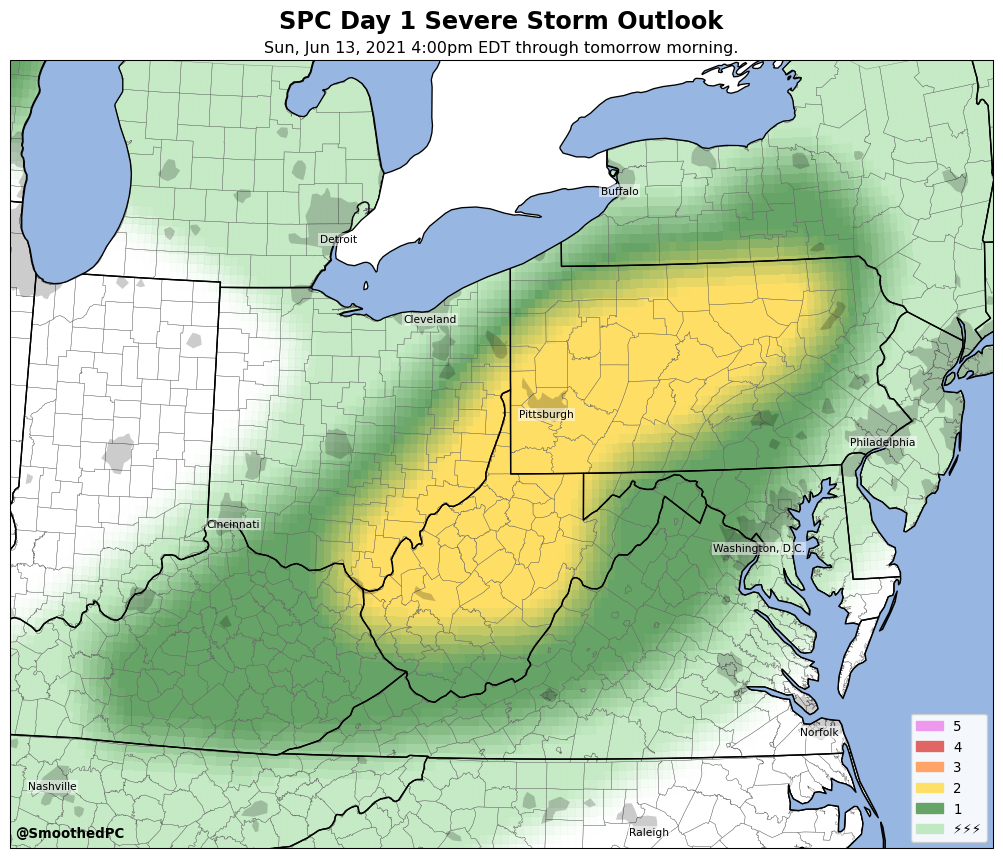 SPC Day 1 Severe Storm Outlook
Sun, Jun 13, 2021 4:00pm EDT through tomorrow morning.
Buffalo
Detroit
Cleveland
Pittsburgh
Philadelphia
Cincinnati
Washington, D.C.
Norfolk
Nashville
Raleigh
5
4
3
2
1
⚡⚡⚡
@SmoothedPC